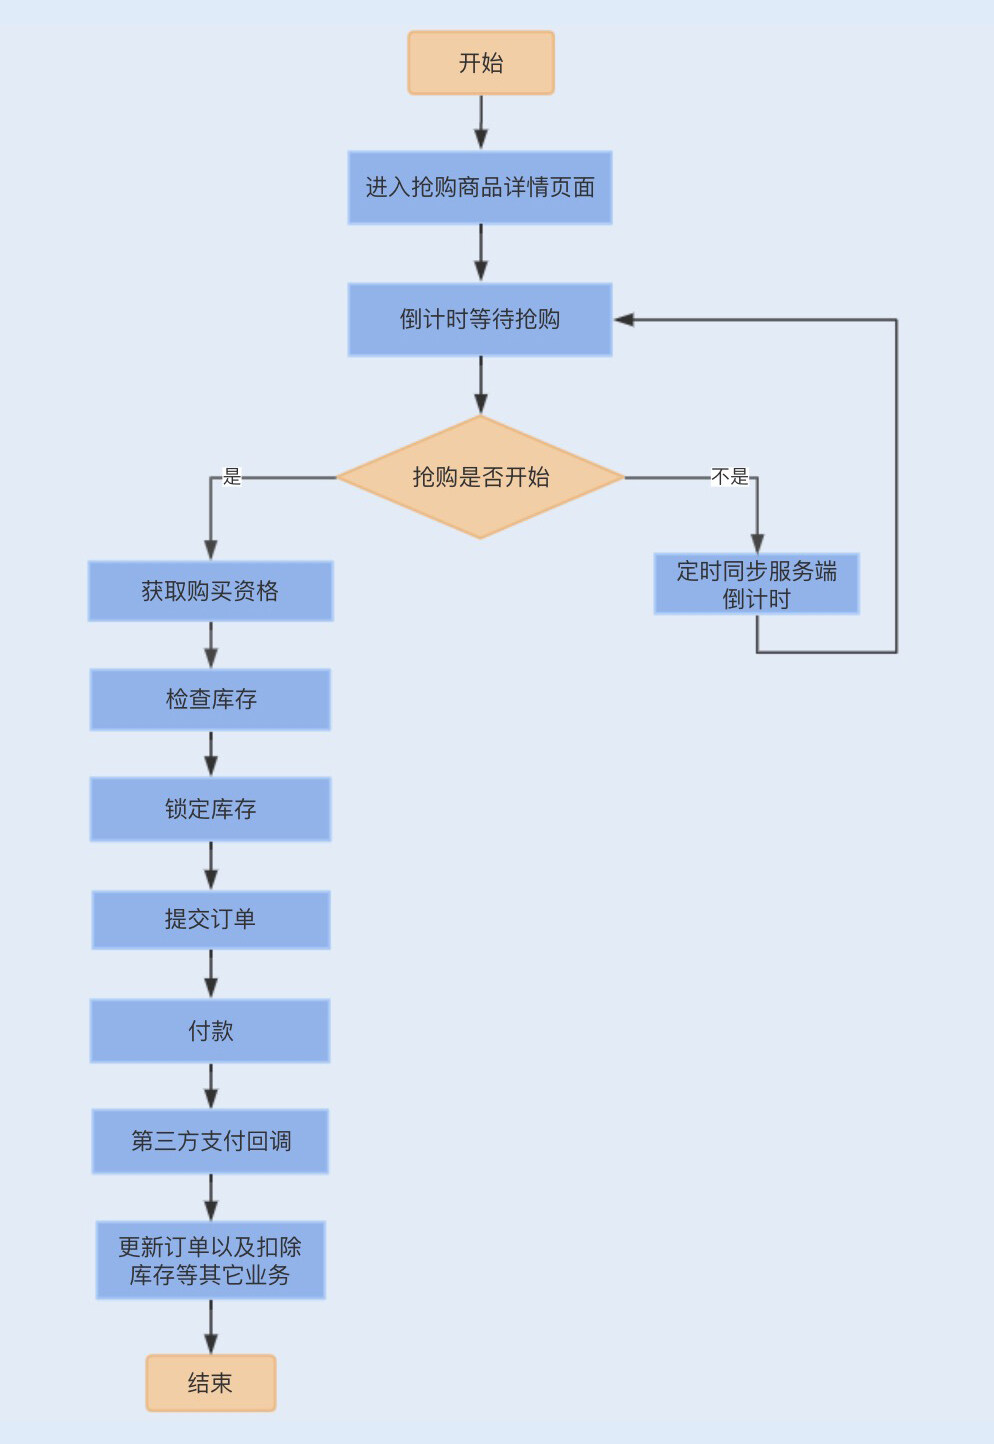 开始
进入抢购商品详情页面
倒计时等待抢购
抢购是否开始
是
不是
获取购买资格
定时同步服务端
倒计时
检查库存
锁定库存
提交订单
付款
第三方支付回调
更新订单以及扣除
库存等其它业务
结束